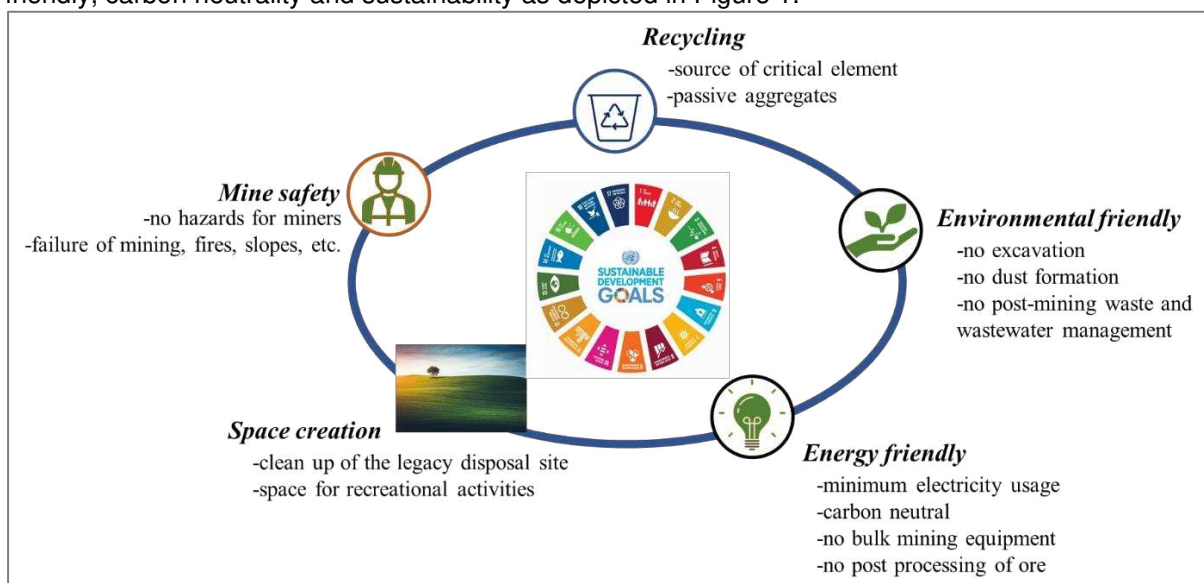 friendly, carbon neutrality and sustainability as depicted in Figure 1.
Recycling
-source of critical element
-passive aggregates
Mine safety
-no hazards for miners
-failure of mining, fires, slopes, etc.
Environmental friendly
-no excavation
-no dust formation
-no post-mining waste and
wastewater management
SUSTAINABLE
DEVELOPMENT
GOALS
Space creation
-clean up of the legacy disposal site
-space for recreational activities
Energy friendly
-minimum electricity usage
-carbon neutral
-no bulk mining equipment
-no post processing of ore